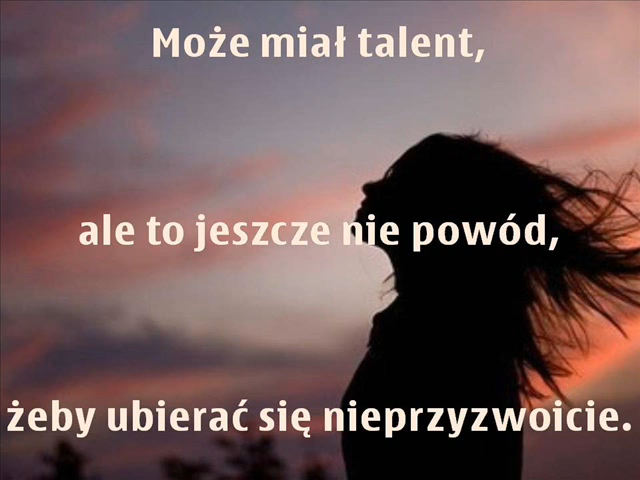 Może miał talent,
ale to jeszcze nie powód,
żeby ubierać się nieprzyzwoicie.